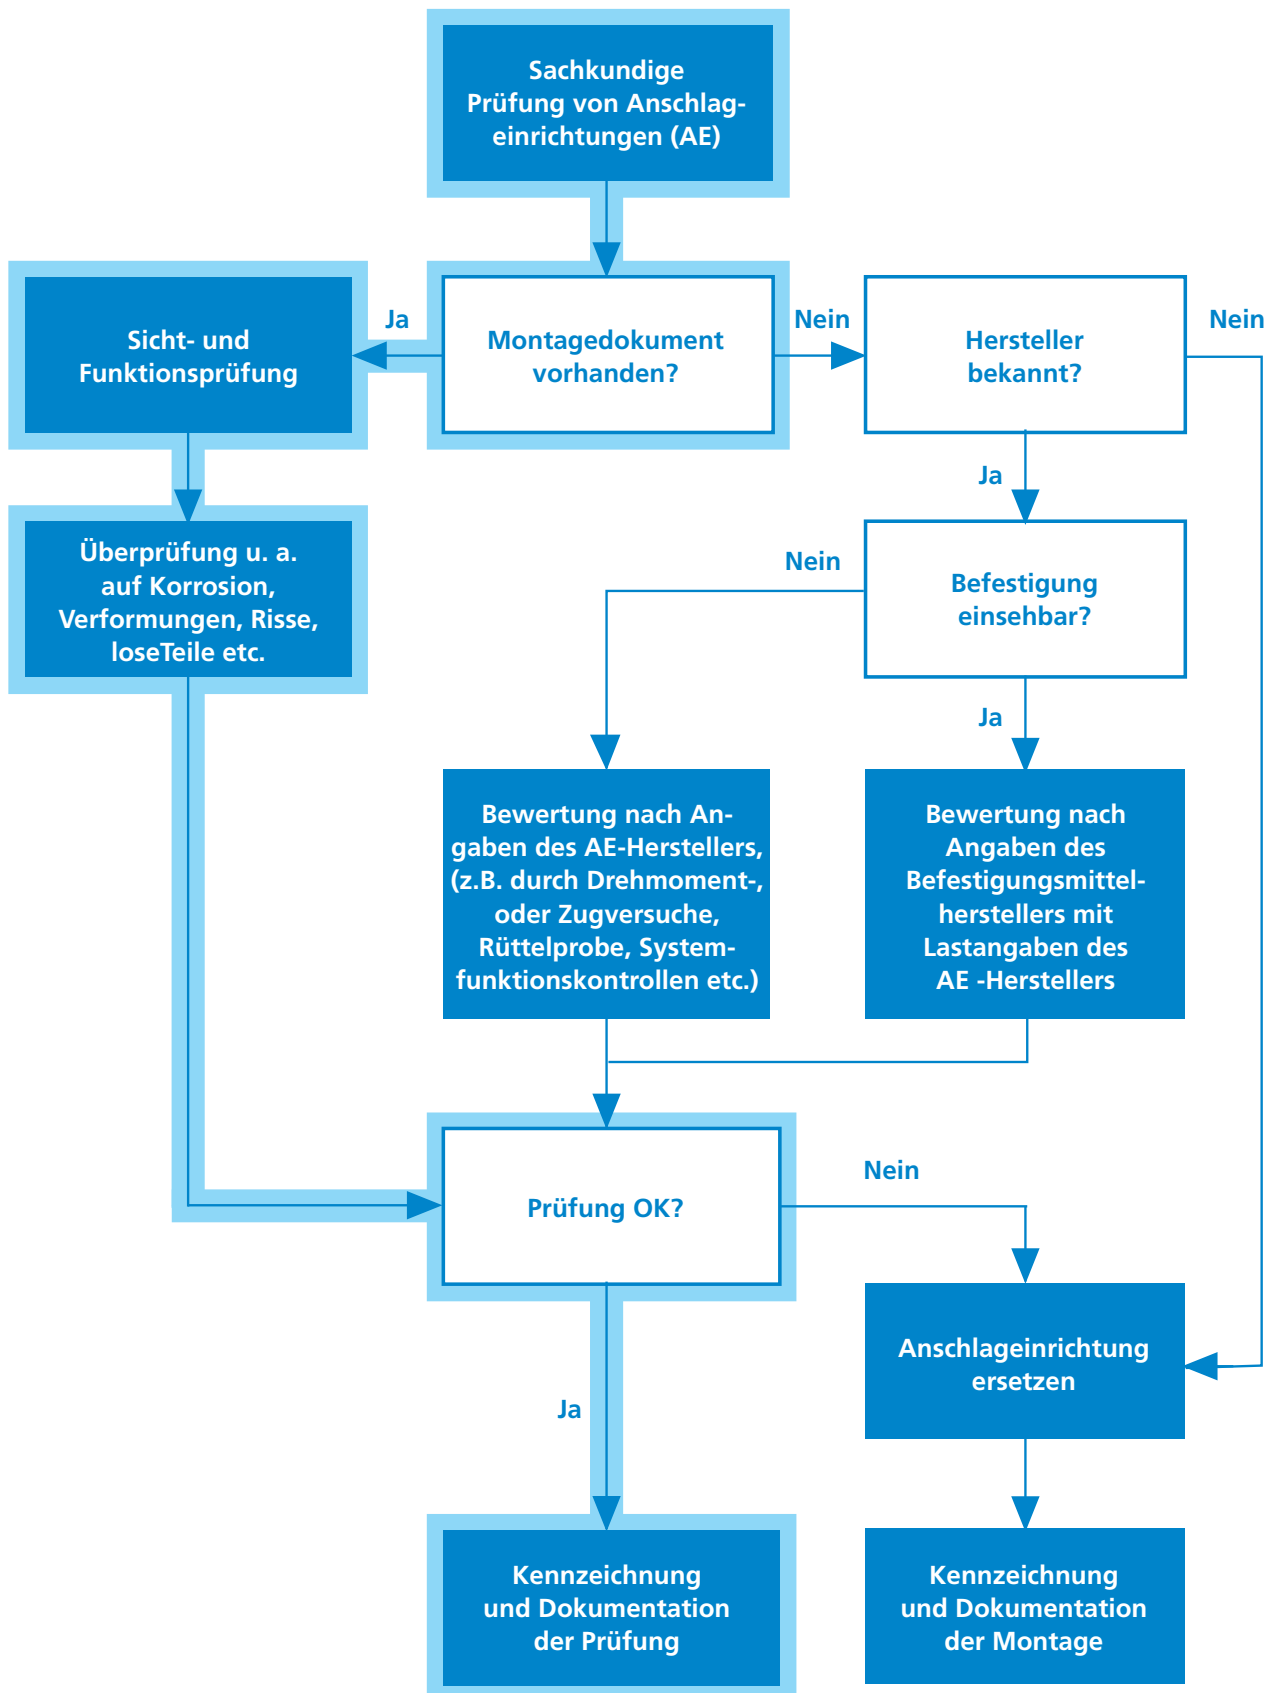 Sachkundige
Prüfung von Anschlag-
einrichtungen (AE)
Ja
Sicht- und
Funktionsprüfung
Montagedokument
vorhanden?
Nein
Hersteller
bekannt?
Nein
Ja
Überprüfung u. a.
auf Korrosion,
Verformungen, Risse,
loseTeile etc.
Nein
Befestigung
einsehbar?
Ja
Bewertung nach An-
gaben des AE-Herstellers,
(z.B. durch Drehmoment-,
oder Zugversuche,
Rüttelprobe, System-
funktionskontrollen etc.)
Bewertung nach
Angaben des
Befestigungsmittel-
herstellers mit
Lastangaben des
AE -Herstellers
Prüfung OK?
Nein
Anschlageinrichtung
ersetzen
Ja
Kennzeichnung
und Dokumentation
der Prüfung
Kennzeichnung
und Dokumentation
der Montage